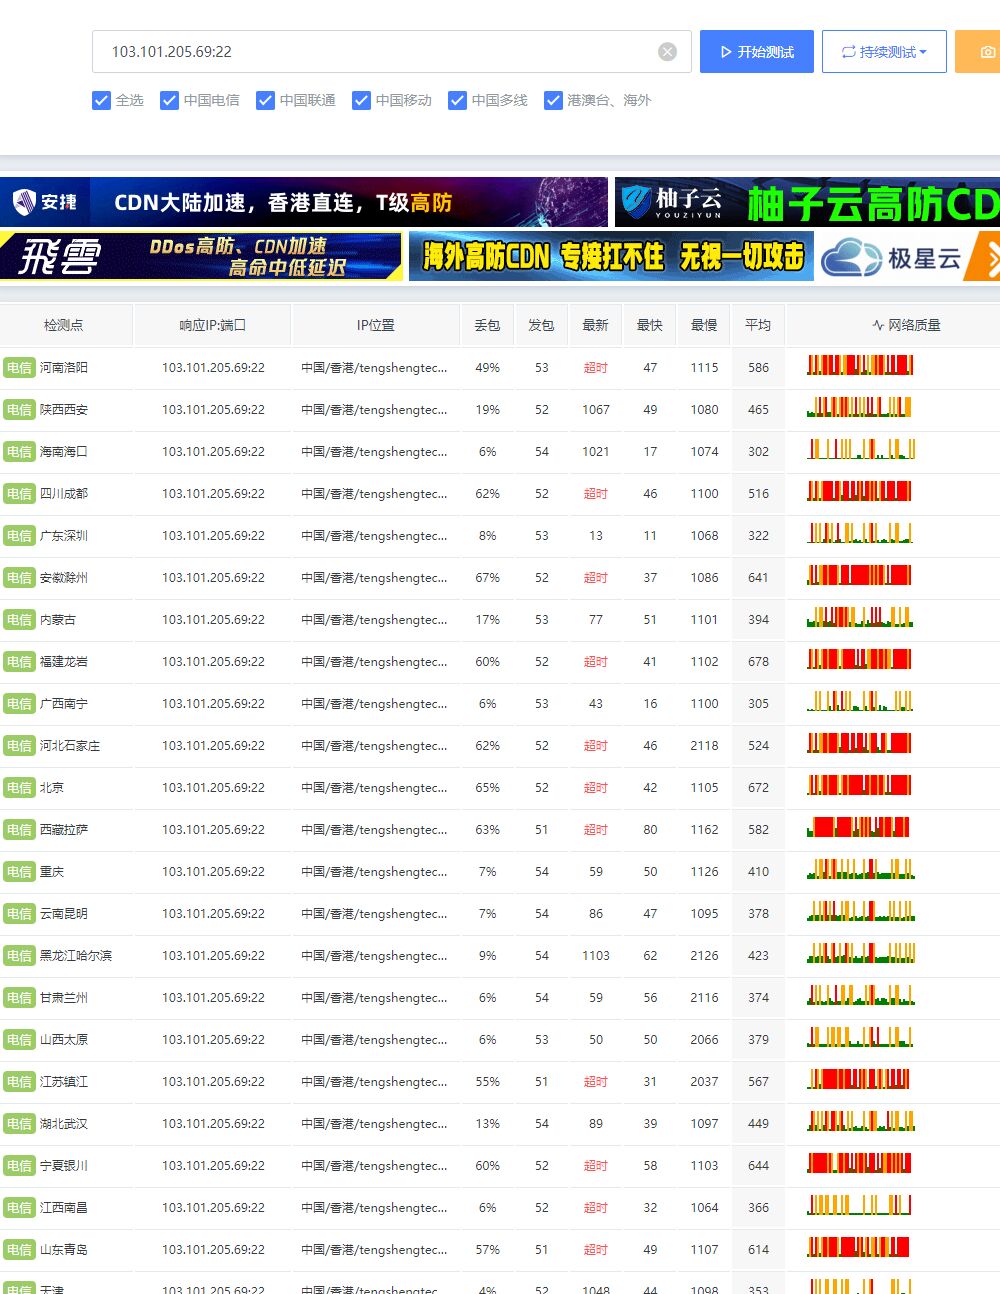 103.101.205.69:22
开始测试
持续测试
全选 中国电信 中国联通 中国移动 中国多线 港澳台、海外
安捷 CDN大陆加速，香港直连，T级高防
柚子云 YOUZIYUN 柚子云高防CD
飛雲 DDos高防、CDN加速
高命中低延迟
海外高防CDN 专接扛不住 无视一切攻击
极星云
检测点 响应IP:端口 IP位置 丢包 发包 最新 最快 最慢 平均 网络质量
电信 河南洛阳 103.101.205.69:22 中国/香港/tengshengtec... 49% 53 超时 47 1115 586
电信 陕西西安 103.101.205.69:22 中国/香港/tengshengtec... 19% 52 1067 49 1080 465
电信 海南海口 103.101.205.69:22 中国/香港/tengshengtec... 6% 54 1021 17 1074 302
电信 四川成都 103.101.205.69:22 中国/香港/tengshengtec... 62% 52 超时 46 1100 516
电信 广东深圳 103.101.205.69:22 中国/香港/tengshengtec... 8% 53 13 11 1068 322
电信 安徽滁州 103.101.205.69:22 中国/香港/tengshengtec... 67% 52 超时 37 1086 641
电信 内蒙古 103.101.205.69:22 中国/香港/tengshengtec... 17% 53 77 51 1101 394
电信 福建龙岩 103.101.205.69:22 中国/香港/tengshengtec... 60% 52 超时 41 1102 678
电信 广西南宁 103.101.205.69:22 中国/香港/tengshengtec... 6% 53 43 16 1100 305
电信 河北石家庄 103.101.205.69:22 中国/香港/tengshengtec... 62% 52 超时 46 2118 524
电信 北京 103.101.205.69:22 中国/香港/tengshengtec... 65% 52 超时 42 1105 672
电信 西藏拉萨 103.101.205.69:22 中国/香港/tengshengtec... 63% 51 超时 80 1162 582
电信 重庆 103.101.205.69:22 中国/香港/tengshengtec... 7% 54 59 50 1126 410
电信 云南昆明 103.101.205.69:22 中国/香港/tengshengtec... 7% 54 86 47 1095 378
电信 黑龙江哈尔滨 103.101.205.69:22 中国/香港/tengshengtec... 9% 54 1103 62 2126 423
电信 甘肃兰州 103.101.205.69:22 中国/香港/tengshengtec... 6% 54 59 56 2116 374
电信 山西太原 103.101.205.69:22 中国/香港/tengshengtec... 6% 53 50 50 2066 379
电信 江苏镇江 103.101.205.69:22 中国/香港/tengshengtec... 55% 51 超时 31 2037 567
电信 湖北武汉 103.101.205.69:22 中国/香港/tengshengtec... 13% 54 89 39 1097 449
电信 宁夏银川 103.101.205.69:22 中国/香港/tengshengtec... 60% 52 超时 58 1103 644
电信 江西南昌 103.101.205.69:22 中国/香港/tengshengtec... 6% 52 超时 32 1064 366
电信 山东青岛 103.101.205.69:22 中国/香港/tengshengtec... 57% 51 超时 49 1107 614
电信 天津 103.101.205.69:22 中国/香港/tengshengtec... 4% 52 1048 44 1098 353